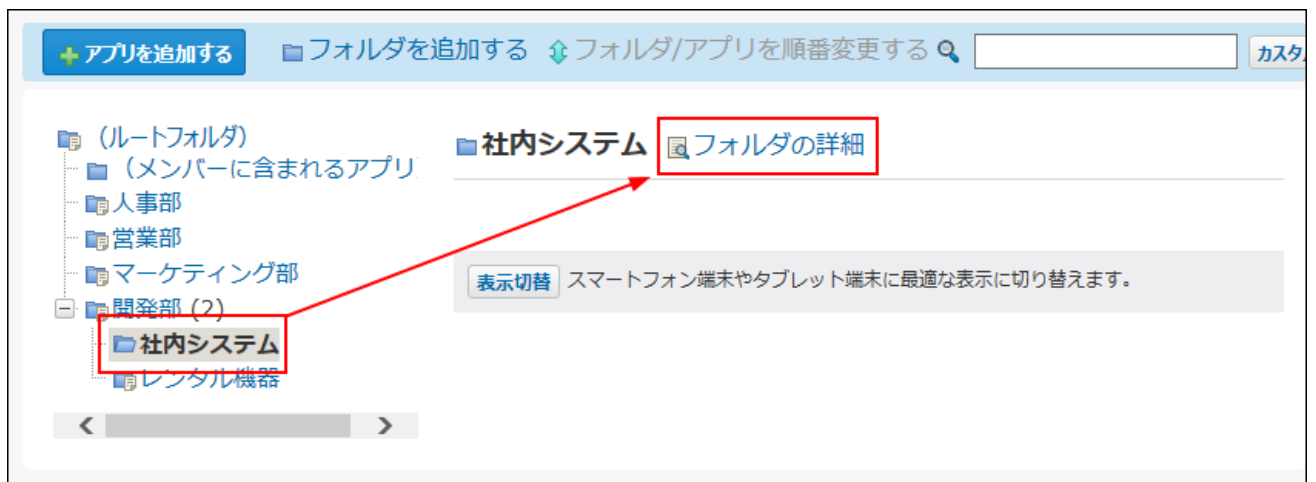 アプリを追加する フォルダを追加する フォルダ/アプリを順番変更する カスタ
(ルートフォルダ)
(メンバーに含まれるアプリ
人事部
営業部
マーケティング部
開発部 (2)
社内システム
レンタル機器
社内システム フォルダの詳細
表示切替 スマートフォン端末やタブレット端末に最適な表示に切り替えます。